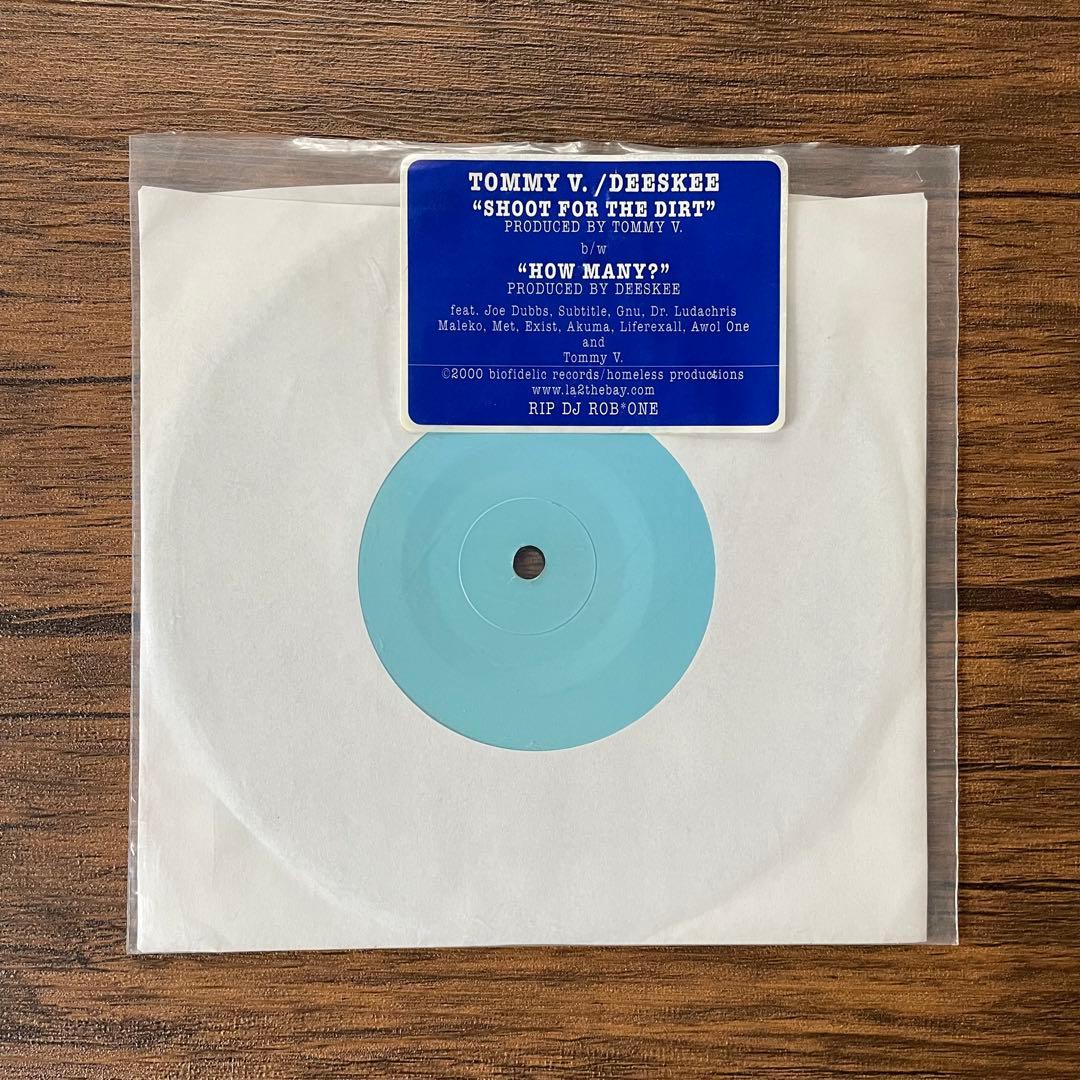 TOMMY V. /DEESKEE
“SHOOT FOR THE DIRT”
PRODUCED BY TOMMY V.
b/w
“HOW MANY?”
PRODUCED BY DEESKEE
feat. Joe Dubbs, Subtitle, Gnu, Dr. Ludachris
Maleko, Met, Exist, Akuma, Liferexall, Awol One
and
Tommy V.
©2000 biofidelic records/homeless productions
www.la2thebay.com
RIP DJ ROB*ONE